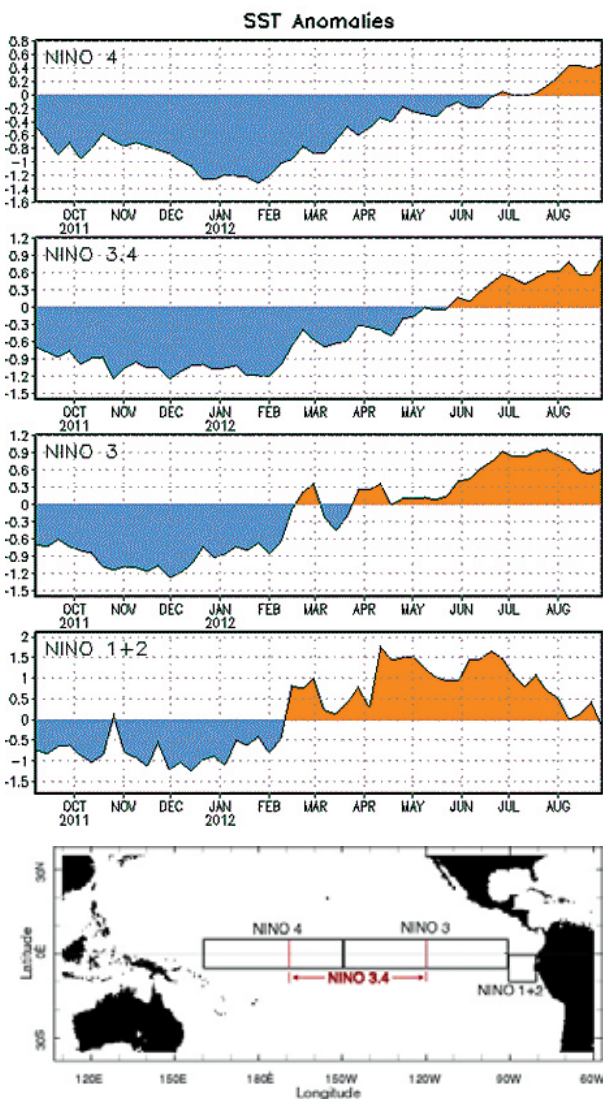 SST Anomalies
NINO 4
0.8
0.6
0.4
0.2
0
-0.2
-0.4
-0.6
-0.8
-1
-1.2
-1.4
-1.6
OCT NOV DEC JAN FEB MAR APR MAY JUN JUL AUG
2011 2012
NINO 3.4
1.2
0.9
0.6
0.3
0
-0.3
-0.6
-0.9
-1.2
-1.5
OCT NOV DEC JAN FEB MAR APR MAY JUN JUL AUG
2011 2012
NINO 3
1.2
0.9
0.6
0.3
0
-0.3
-0.6
-0.9
-1.2
-1.5
OCT NOV DEC JAN FEB MAR APR MAY JUN JUL AUG
2011 2012
NINO 1+2
2
1.5
1
0.5
0
-0.5
-1
-1.5
OCT NOV DEC JAN FEB MAR APR MAY JUN JUL AUG
2011 2012
Latitude
30N
0E
30S
NINO 4 NINO 3
NINO 3.4
NINO 1+2
120E 150E 180E 150W 120W 90W 60W
Longitude